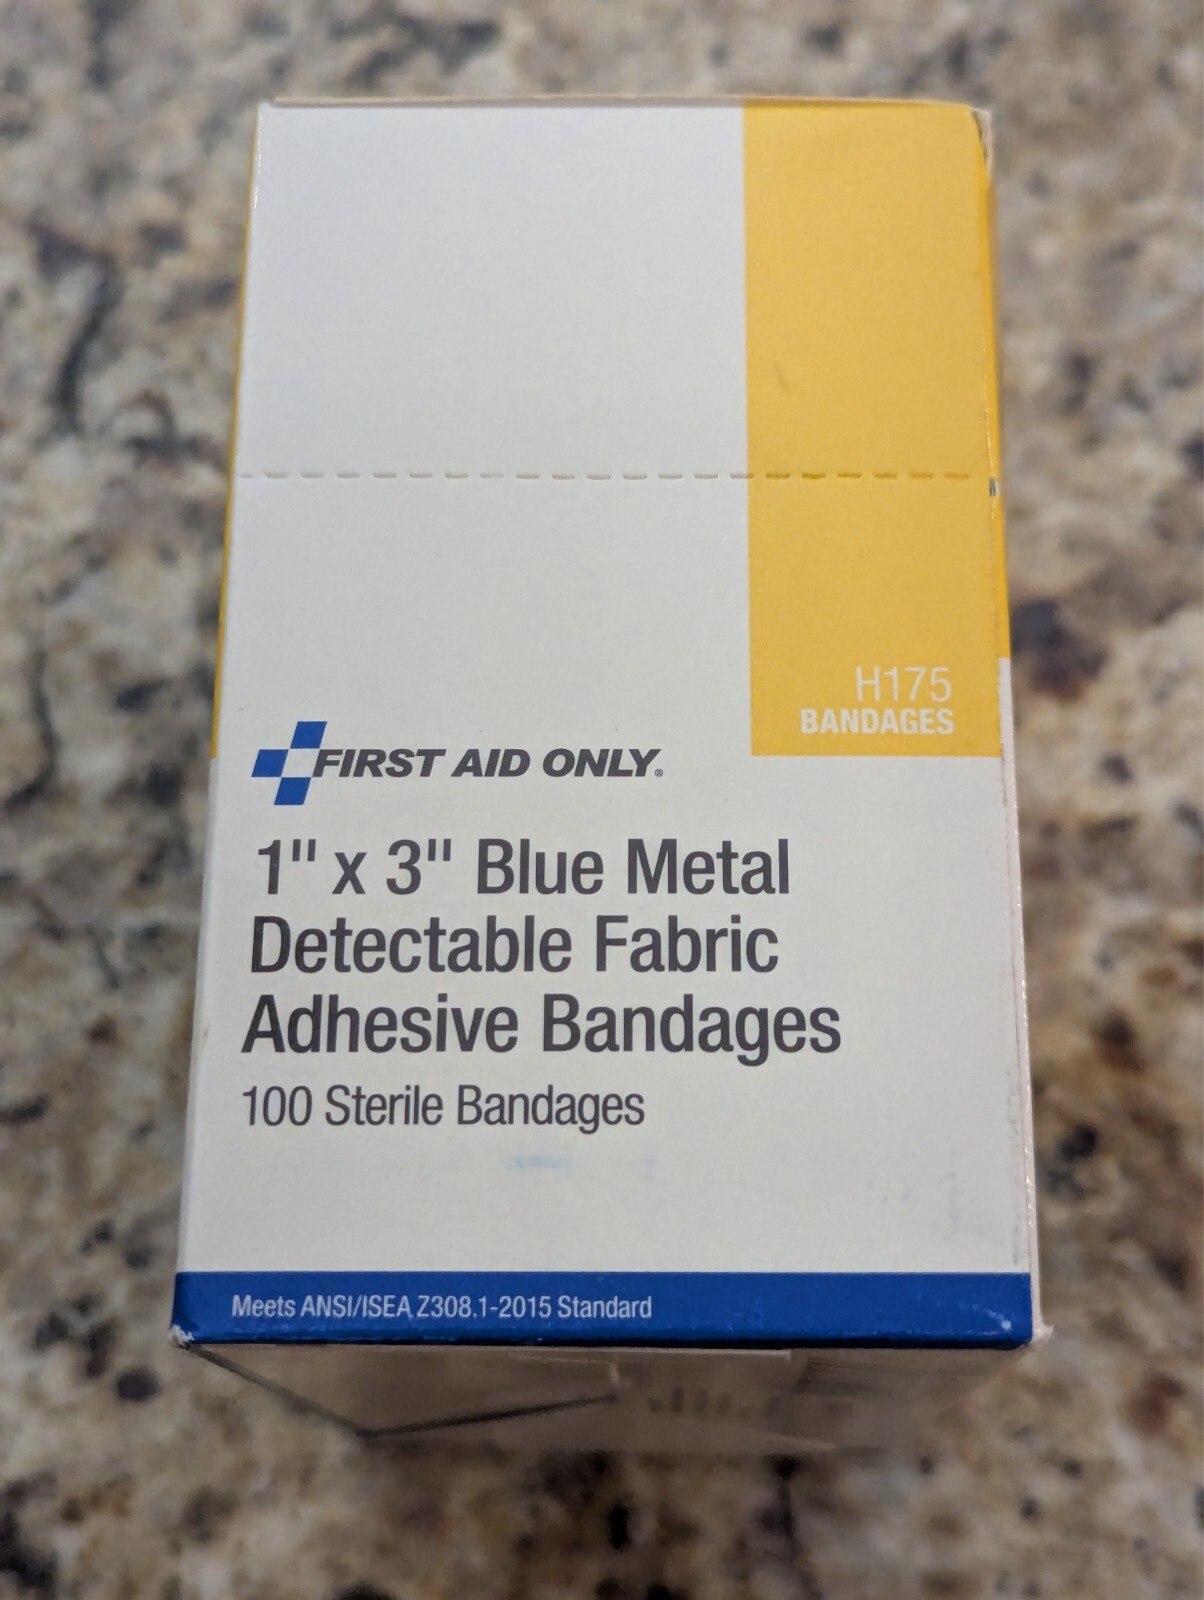 H175
BANDAGES
FIRST AID ONLY®
1" x 3" Blue Metal
Detectable Fabric
Adhesive Bandages
100 Sterile Bandages
Meets ANSI/ISEA Z308.1-2015 Standard